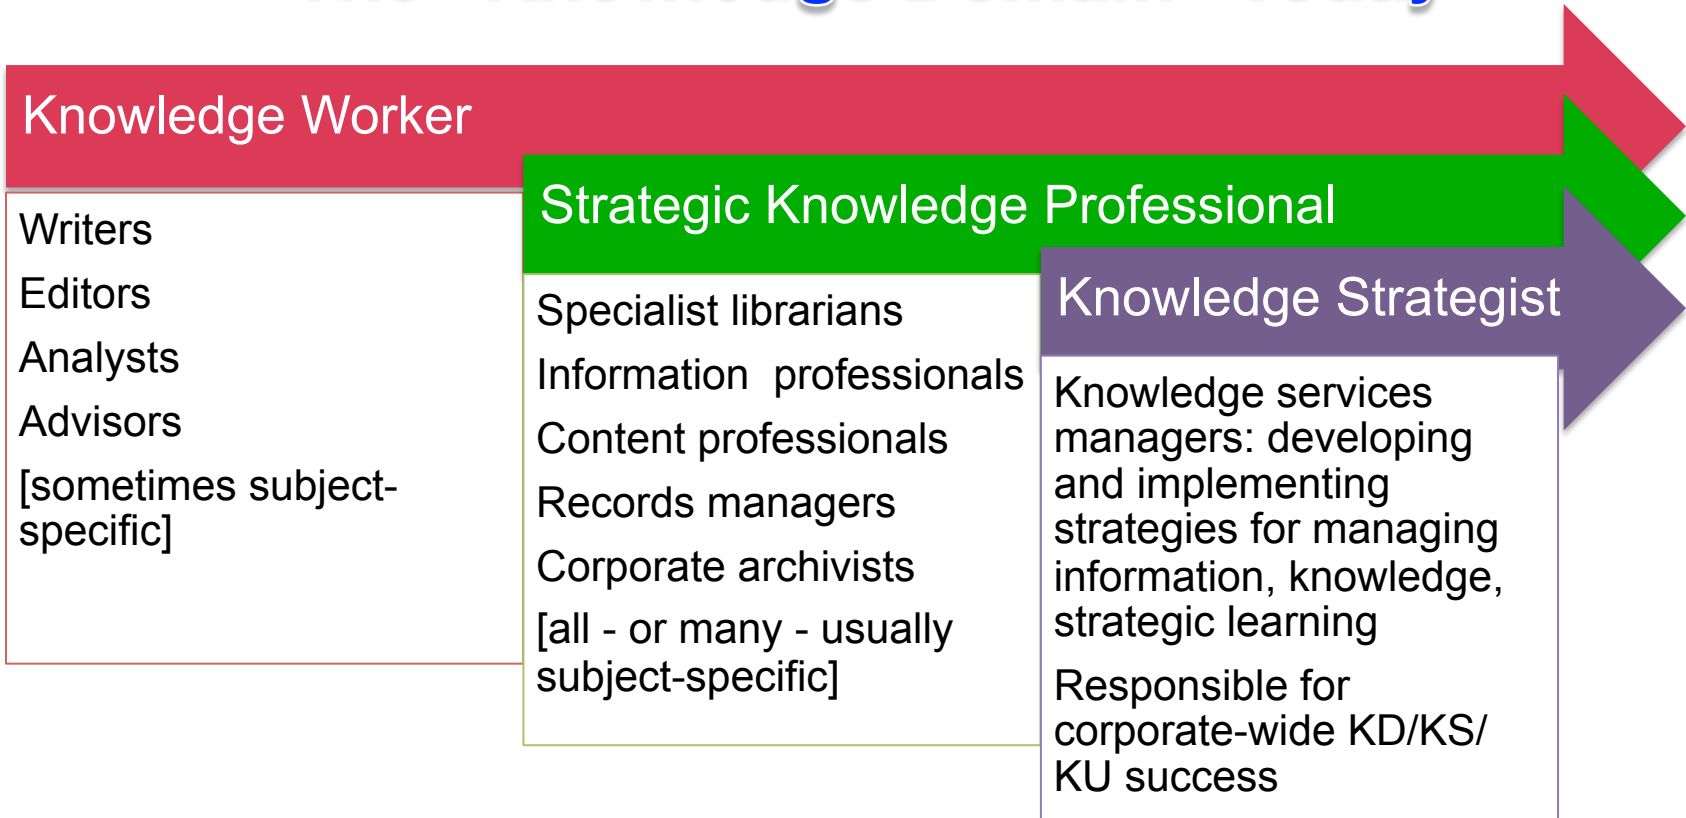 Knowledge Worker
Writers
Editors
Analysts
Advisors
[sometimes subject-
specific]
Strategic Knowledge Professional
Specialist librarians
Information  professionals
Content professionals
Records managers
Corporate archivists
[all - or many - usually
subject-specific]
Knowledge Strategist
Knowledge services
managers: developing
and implementing
strategies for managing
information, knowledge,
strategic learning
Responsible for
corporate-wide KD/KS/
KU success